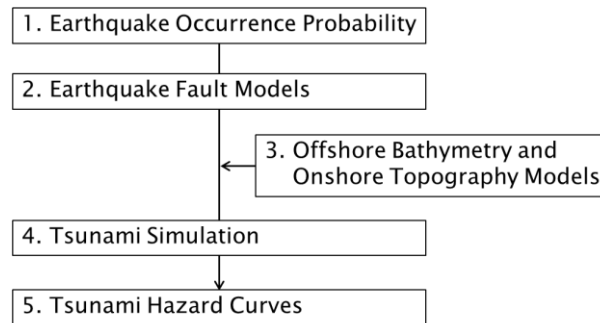 1. Earthquake Occurrence Probability
2. Earthquake Fault Models
3. Offshore Bathymetry and
Onshore Topography Models
4. Tsunami Simulation
5. Tsunami Hazard Curves